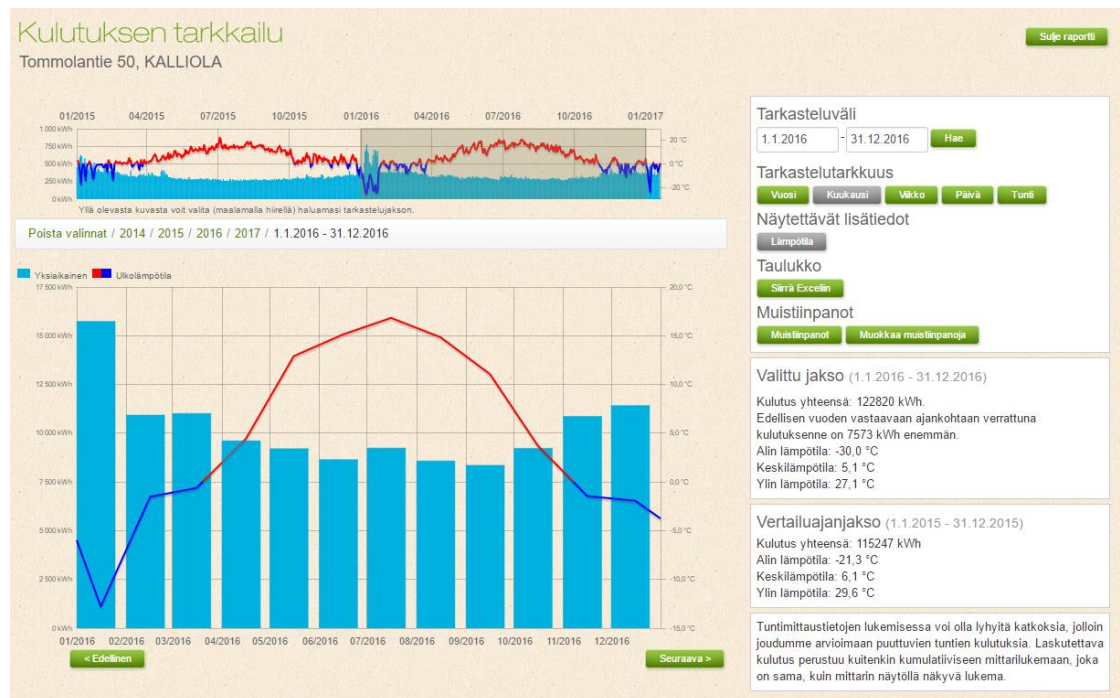 Kulutuksen tarkkailu
Tommolantie 50, KALLIOLA
Sulje raportti
01/2015 04/2015 07/2015 10/2015 01/2016 04/2016 07/2016 10/2016 01/2017
1 000 kWh
750 kWh
500 kWh
250 kWh
0 kWh
20 °C
0 °C
-20 °C
Yllä olevasta kuvasta voit valita (maalamalla hiirellä) haluamasi tarkastelujakson.
Poista valinnat / 2014 / 2015 / 2016 / 2017 / 1.1.2016 - 31.12.2016
Yksiaikainen Ulkolämpötila
17 500 kWh
15 000 kWh
12 500 kWh
10 000 kWh
7 500 kWh
5 000 kWh
2 500 kWh
0 kWh
20,0 °C
15,0 °C
10,0 °C
5,0 °C
0,0 °C
-5,0 °C
-10,0 °C
-15,0 °C
01/2016 02/2016 03/2016 04/2016 05/2016 06/2016 07/2016 08/2016 09/2016 10/2016 11/2016 12/2016
< Edellinen
Seuraava >
Tarkasteluväli
1.1.2016 - 31.12.2016 Hae
Tarkastelutarkkuus
Vuosi Kuukausi Viikko Päivä Tunti
Näytettävät lisätiedot
Lämpötila
Taulukko
Siirrä Exceliin
Muistiinpanot
Muistiinpanot Muokkaa muistiinpanoja
Valittu jakso (1.1.2016 - 31.12.2016)
Kulutus yhteensä: 122820 kWh.
Edellisen vuoden vastaavaan ajankohtaan verrattuna
kulutuksenne on 7573 kWh enemmän.
Alin lämpötila: -30,0 °C
Keskilämpötila: 5,1 °C
Ylin lämpötila: 27,1 °C
Vertailuajanjakso (1.1.2015 - 31.12.2015)
Kulutus yhteensä: 115247 kWh
Alin lämpötila: -21,3 °C
Keskilämpötila: 6,1 °C
Ylin lämpötila: 29,6 °C
Tuntimittaustietojen lukemisessa voi olla lyhyitä katkoksia, jolloin
joudumme arvioimaan puuttuvien tuntien kulutuksia. Laskutettava
kulutus perustuu kuitenkin kumulatiiviseen mittarilukemaan, joka
on sama, kuin mittarin näytöllä näkyvä lukema.